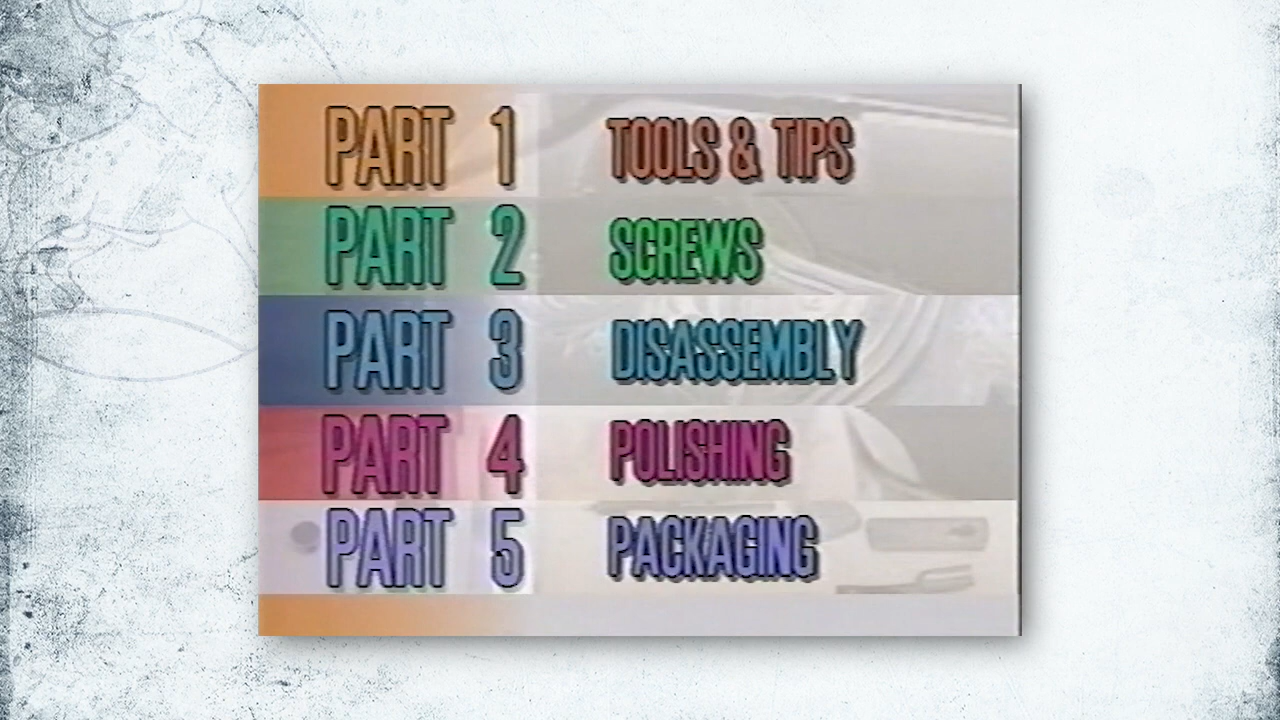 PART 1 TOOLS & TIPS
PART 2 SCREWS
PART 3 DISASSEMBLY
PART 4 POLISHING
PART 5 PACKAGING